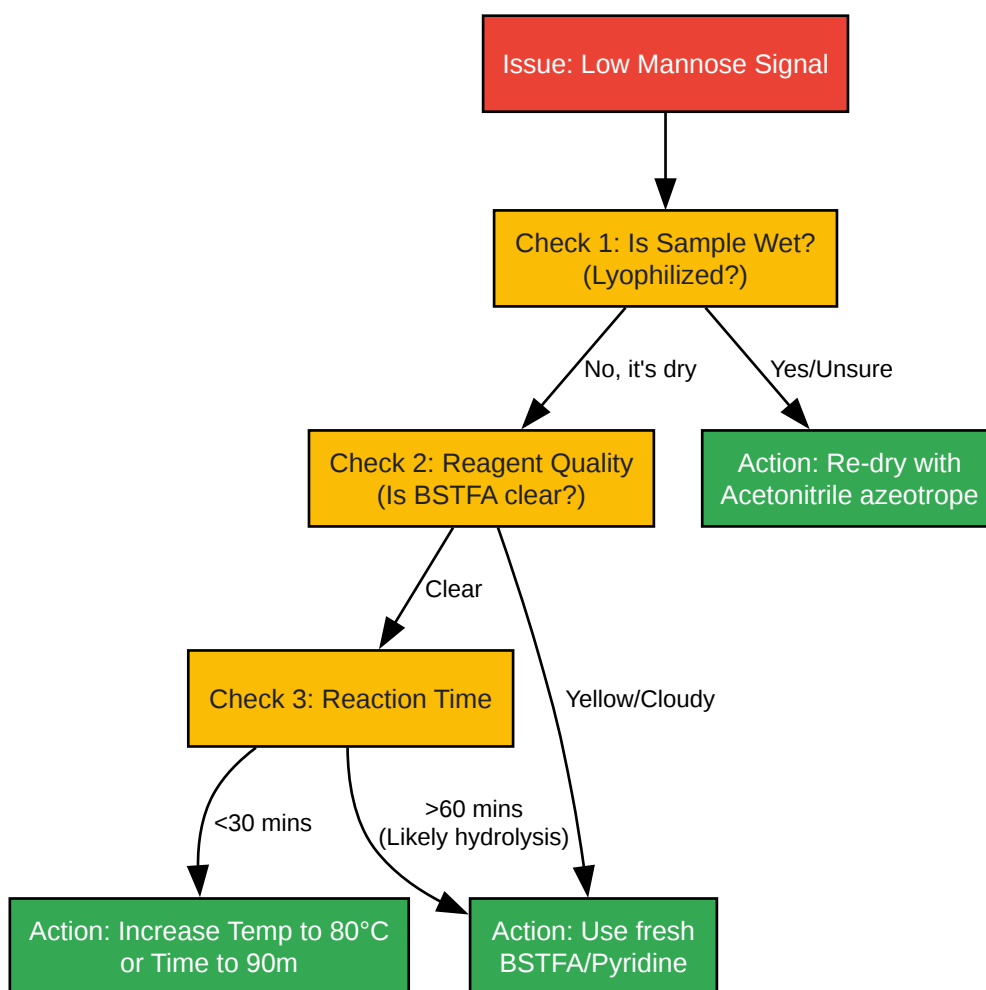 Issue: Low Mannose Signal
Check 1: Is Sample Wet?
(Lyophilized?)
No, it's dry
Yes/Unsure
Check 2: Reagent Quality
(Is BSTFA clear?)
Action: Re-dry with
Acetonitrile azeotrope
Clear
Check 3: Reaction Time
Yellow/Cloudy
<30 mins
>60 mins
(Likely hydrolysis)
Action: Increase Temp to 80°C
or Time to 90m
Action: Use fresh
BSTFA/Pyridine